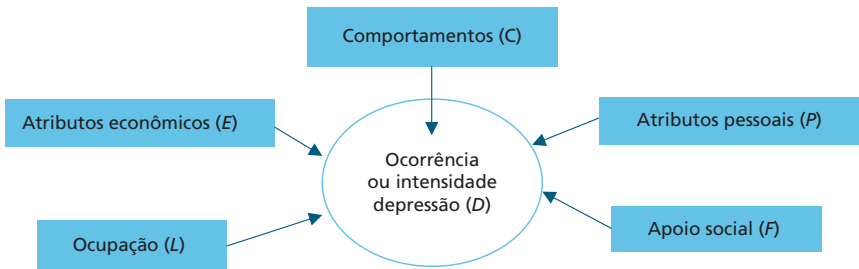 Comportamentos (C)
Atributos econômicos (E)
Atributos pessoais (P)
Ocorrência
ou intensidade
depressão (D)
Ocupação (L)
Apoio social (F)